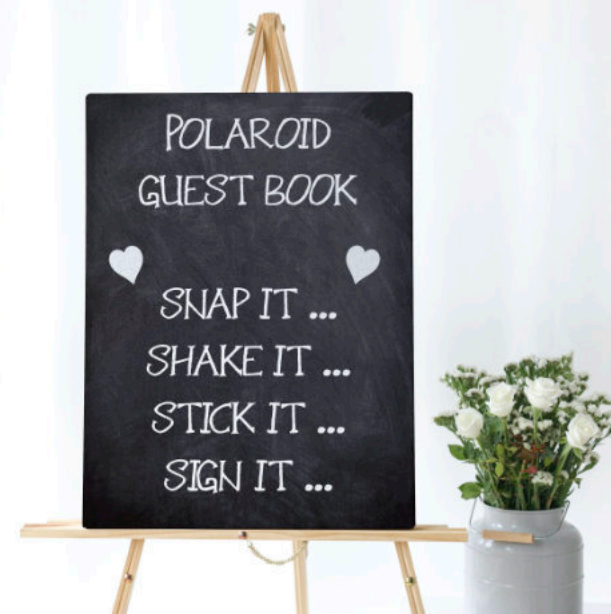 POLAROID
GUEST BOOK
SNAP IT ...
SHAKE IT ...
STICK IT ...
SIGN IT ...